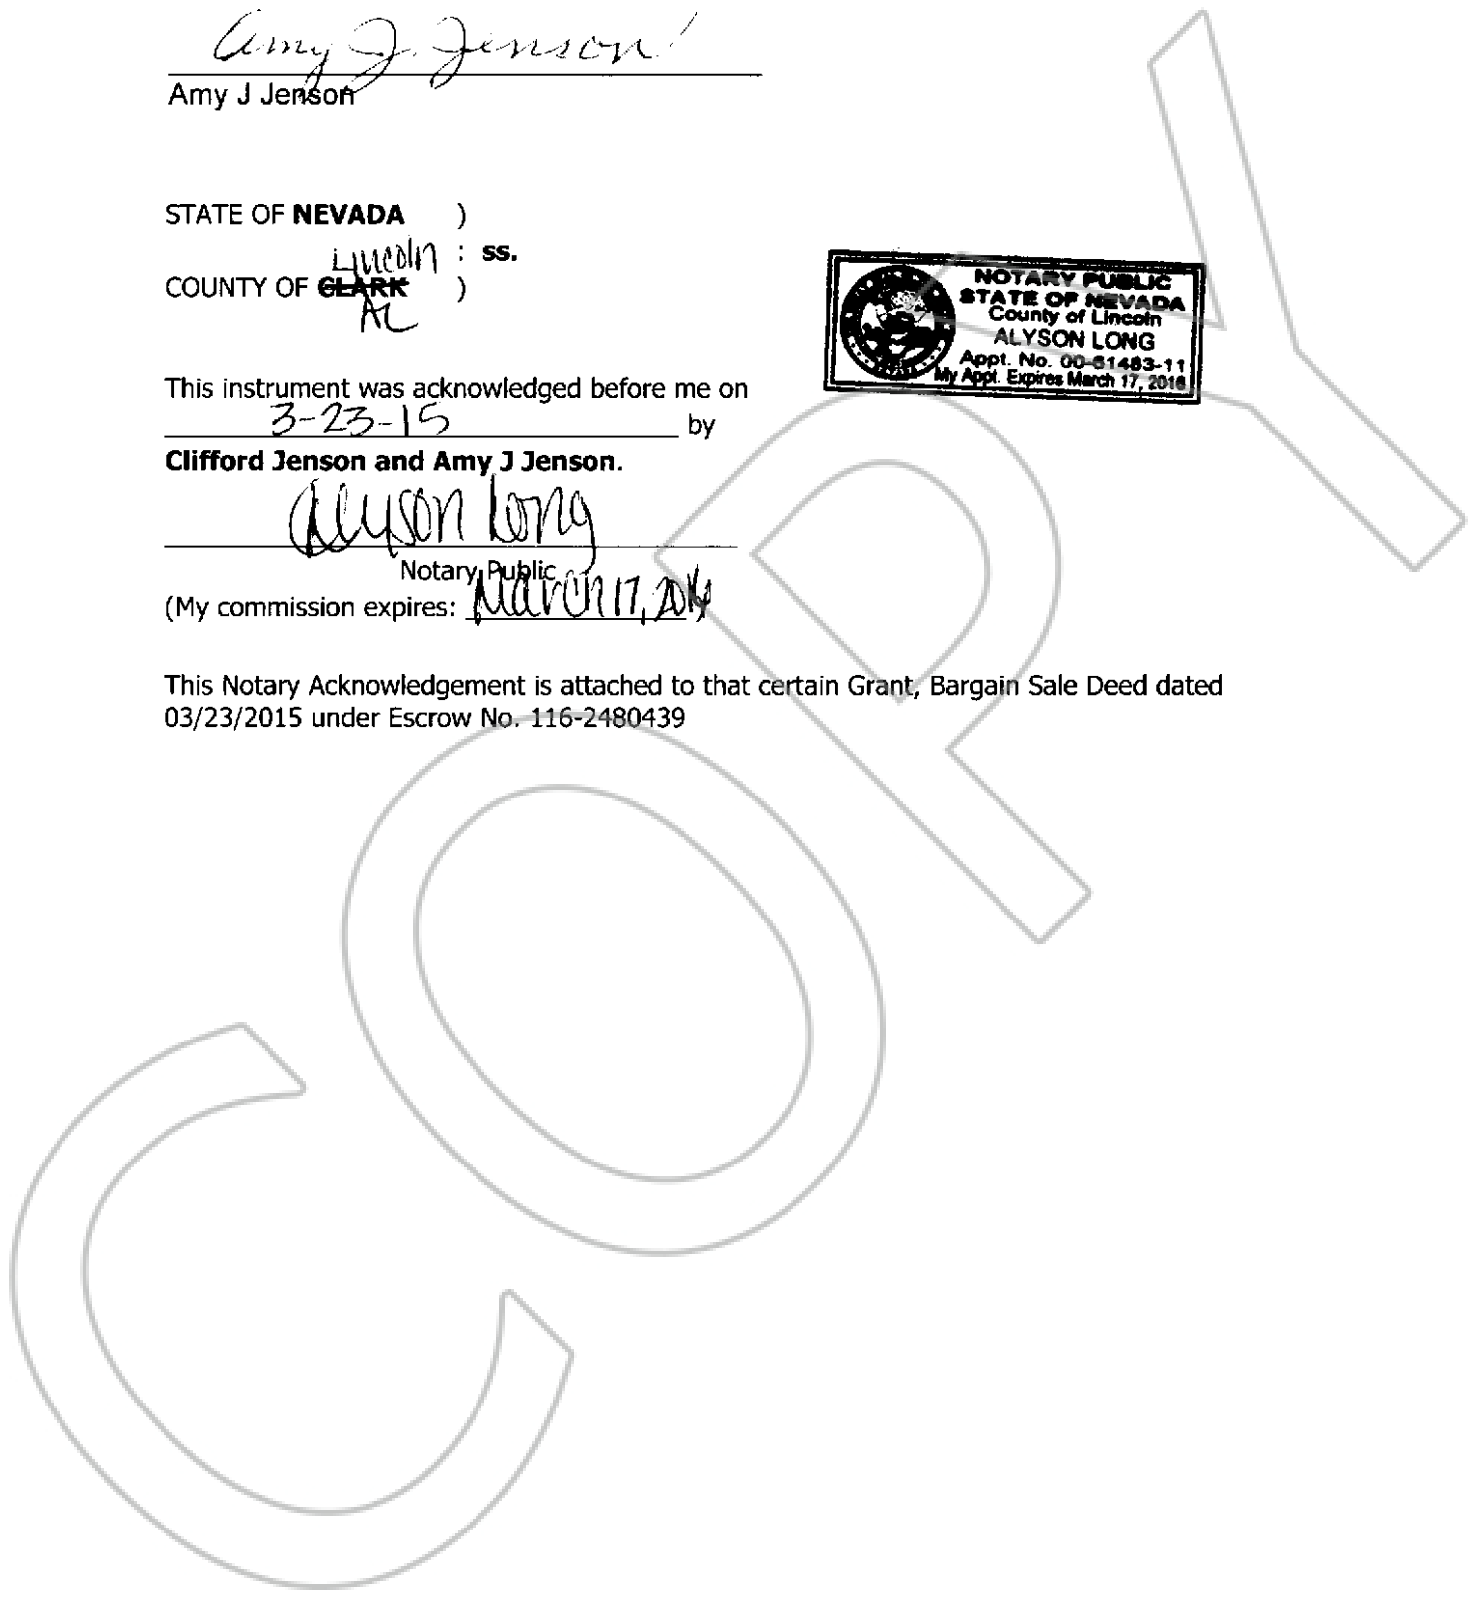 Amy J. Jenson
Amy J Jenson
STATE OF NEVADA )
Lincoln : ss.
COUNTY OF CLARK )
AL
NOTARY PUBLIC
STATE OF NEVADA
County of Lincoln
ALYSON LONG
Appt. No. 00-61483-11
My Appt. Expires March 17, 2016
This instrument was acknowledged before me on
3-23-15 by
Clifford Jenson and Amy J Jenson.
Alyson Long
Notary Public
(My commission expires: March 17, 2016)
This Notary Acknowledgement is attached to that certain Grant, Bargain Sale Deed dated
03/23/2015 under Escrow No. 116-2480439
COPY